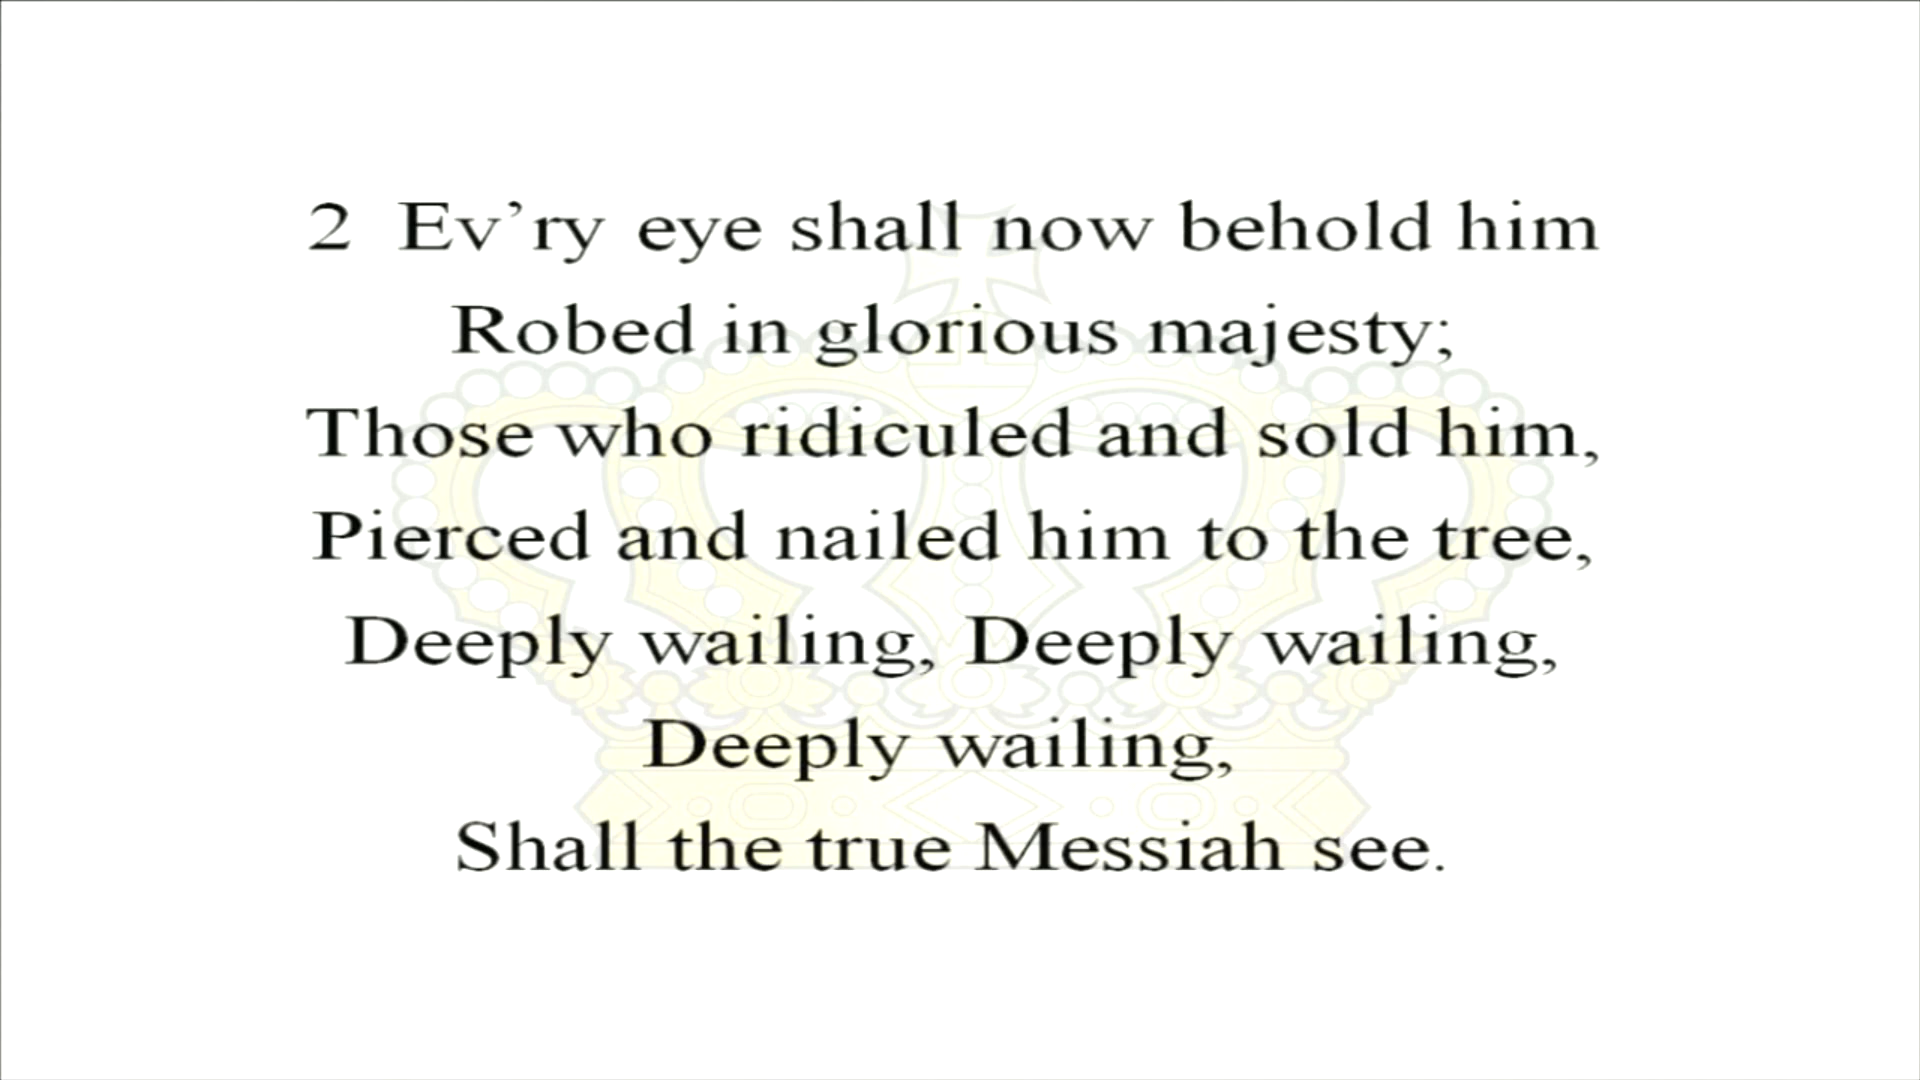 2 Ev’ry eye shall now behold him
Robed in glorious majesty;
Those who ridiculed and sold him,
Pierced and nailed him to the tree,
Deeply wailing, Deeply wailing,
Deeply wailing,
Shall the true Messiah see.